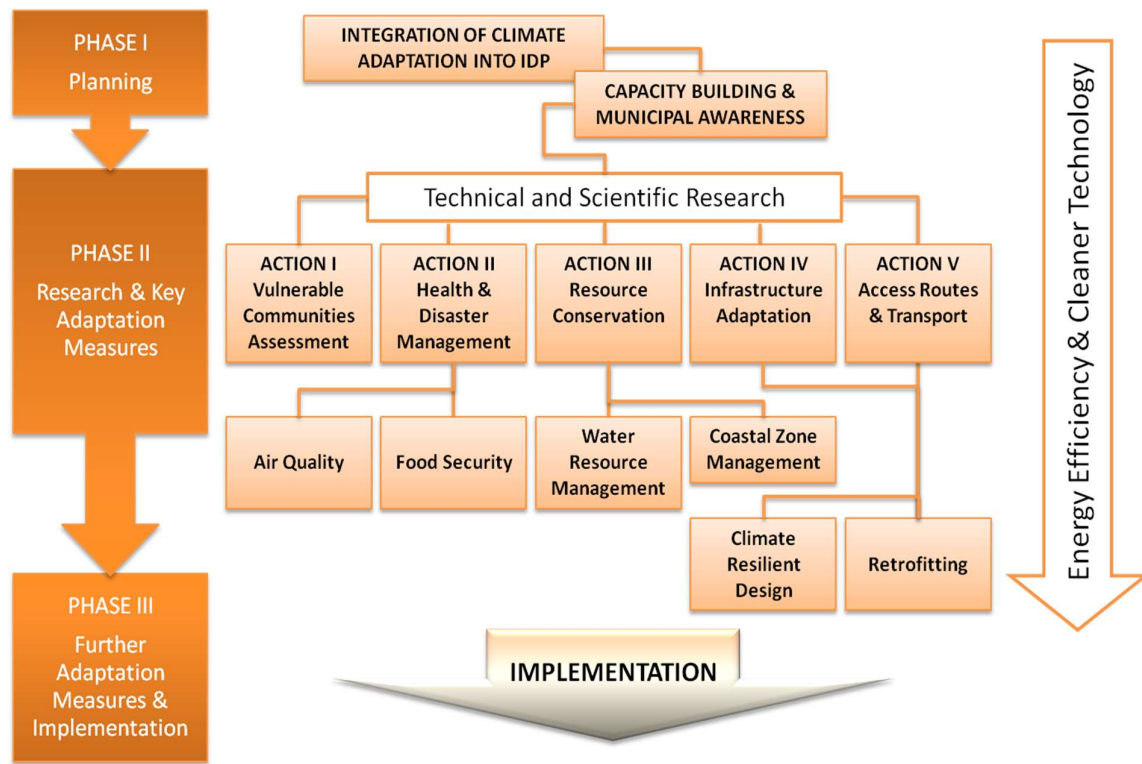 PHASE I
Planning
INTEGRATION OF CLIMATE
ADAPTATION INTO IDP
CAPACITY BUILDING &
MUNICIPAL AWARENESS
Technical and Scientific Research
PHASE II
Research & Key
Adaptation
Measures
ACTION I
Vulnerable
Communities
Assessment
ACTION II
Health &
Disaster
Management
ACTION III
Resource
Conservation
ACTION IV
Infrastructure
Adaptation
ACTION V
Access Routes
& Transport
Air Quality
Food Security
Water
Resource
Management
Coastal Zone
Management
Climate
Resilient
Design
Retrofitting
PHASE III
Further
Adaptation
Measures &
Implementation
IMPLEMENTATION
Energy Efficiency & Cleaner Technology